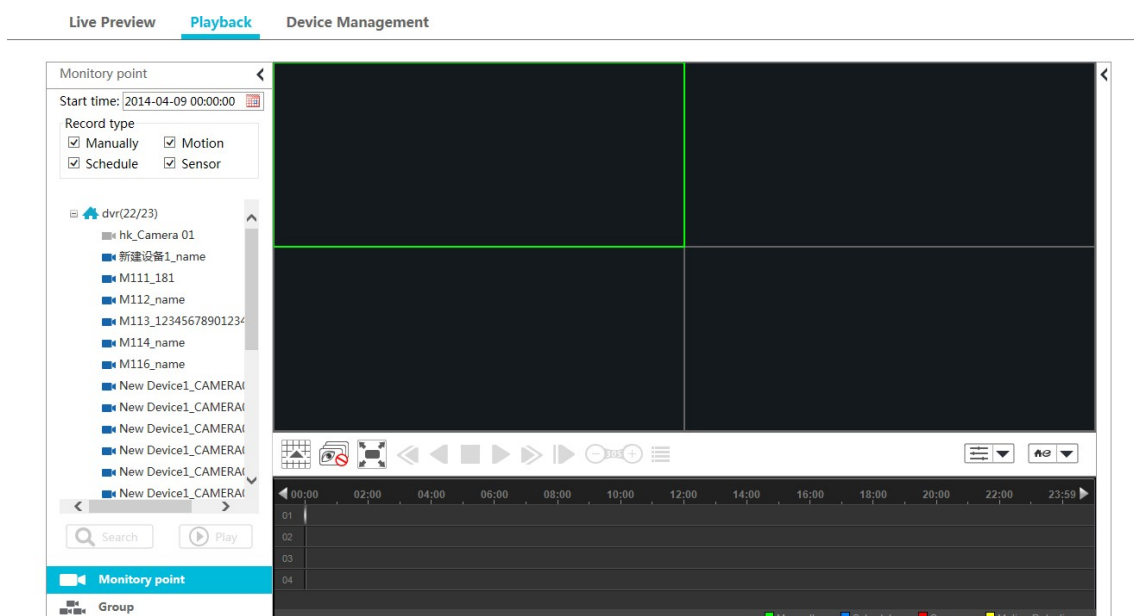 Live Preview Playback Device Management
Monitory point
Start time: 2014-04-09 00:00:00
Record type
Manually Motion
Schedule Sensor
dvr(22/23)
hk_Camera 01
新建设备1_name
M111_181
M112_name
M113_12345678901234
M114_name
M116_name
New Device1_CAMERA
New Device1_CAMERA
New Device1_CAMERA
New Device1_CAMERA
New Device1_CAMERA
New Device1_CAMERA
Search Play
Monitory point
Group
30S
00:00 02:00 04:00 06:00 08:00 10:00 12:00 14:00 16:00 18:00 20:00 22:00 23:59
01
02
03
04